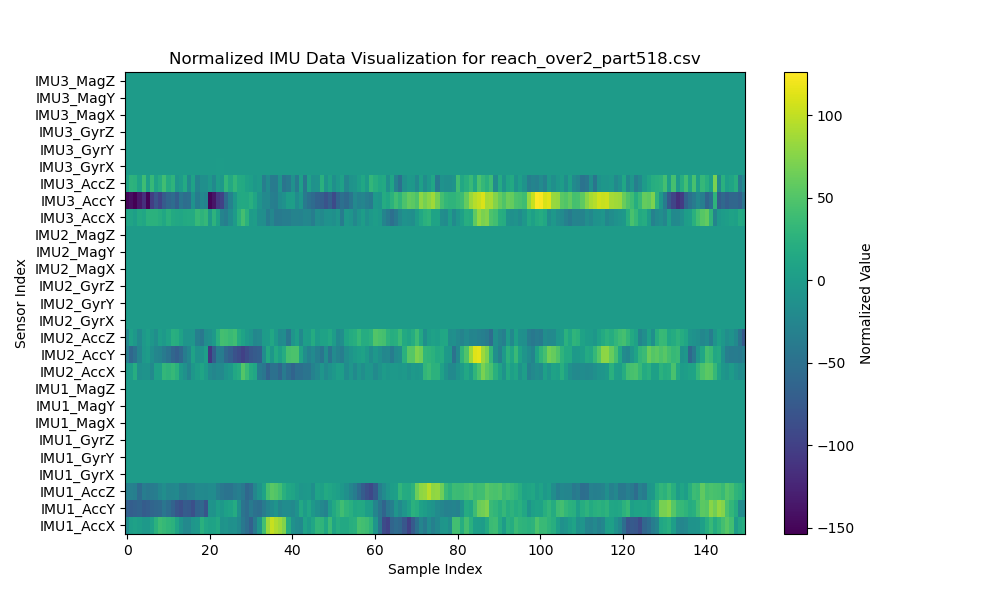 Normalized IMU Data Visualization for reach_over2_part518.csv
IMU3_MagZ
IMU3_MagY
IMU3_MagX
IMU3_GyrZ
IMU3_GyrY
IMU3_GyrX
IMU3_AccZ
IMU3_AccY
IMU3_AccX
IMU2_MagZ
IMU2_MagY
IMU2_MagX
IMU2_GyrZ
IMU2_GyrY
IMU2_GyrX
IMU2_AccZ
IMU2_AccY
IMU2_AccX
IMU1_MagZ
IMU1_MagY
IMU1_MagX
IMU1_GyrZ
IMU1_GyrY
IMU1_GyrX
IMU1_AccZ
IMU1_AccY
IMU1_AccX
Sensor Index
0 20 40 60 80 100 120 140
Sample Index
100
50
0
−50
−100
−150
Normalized Value